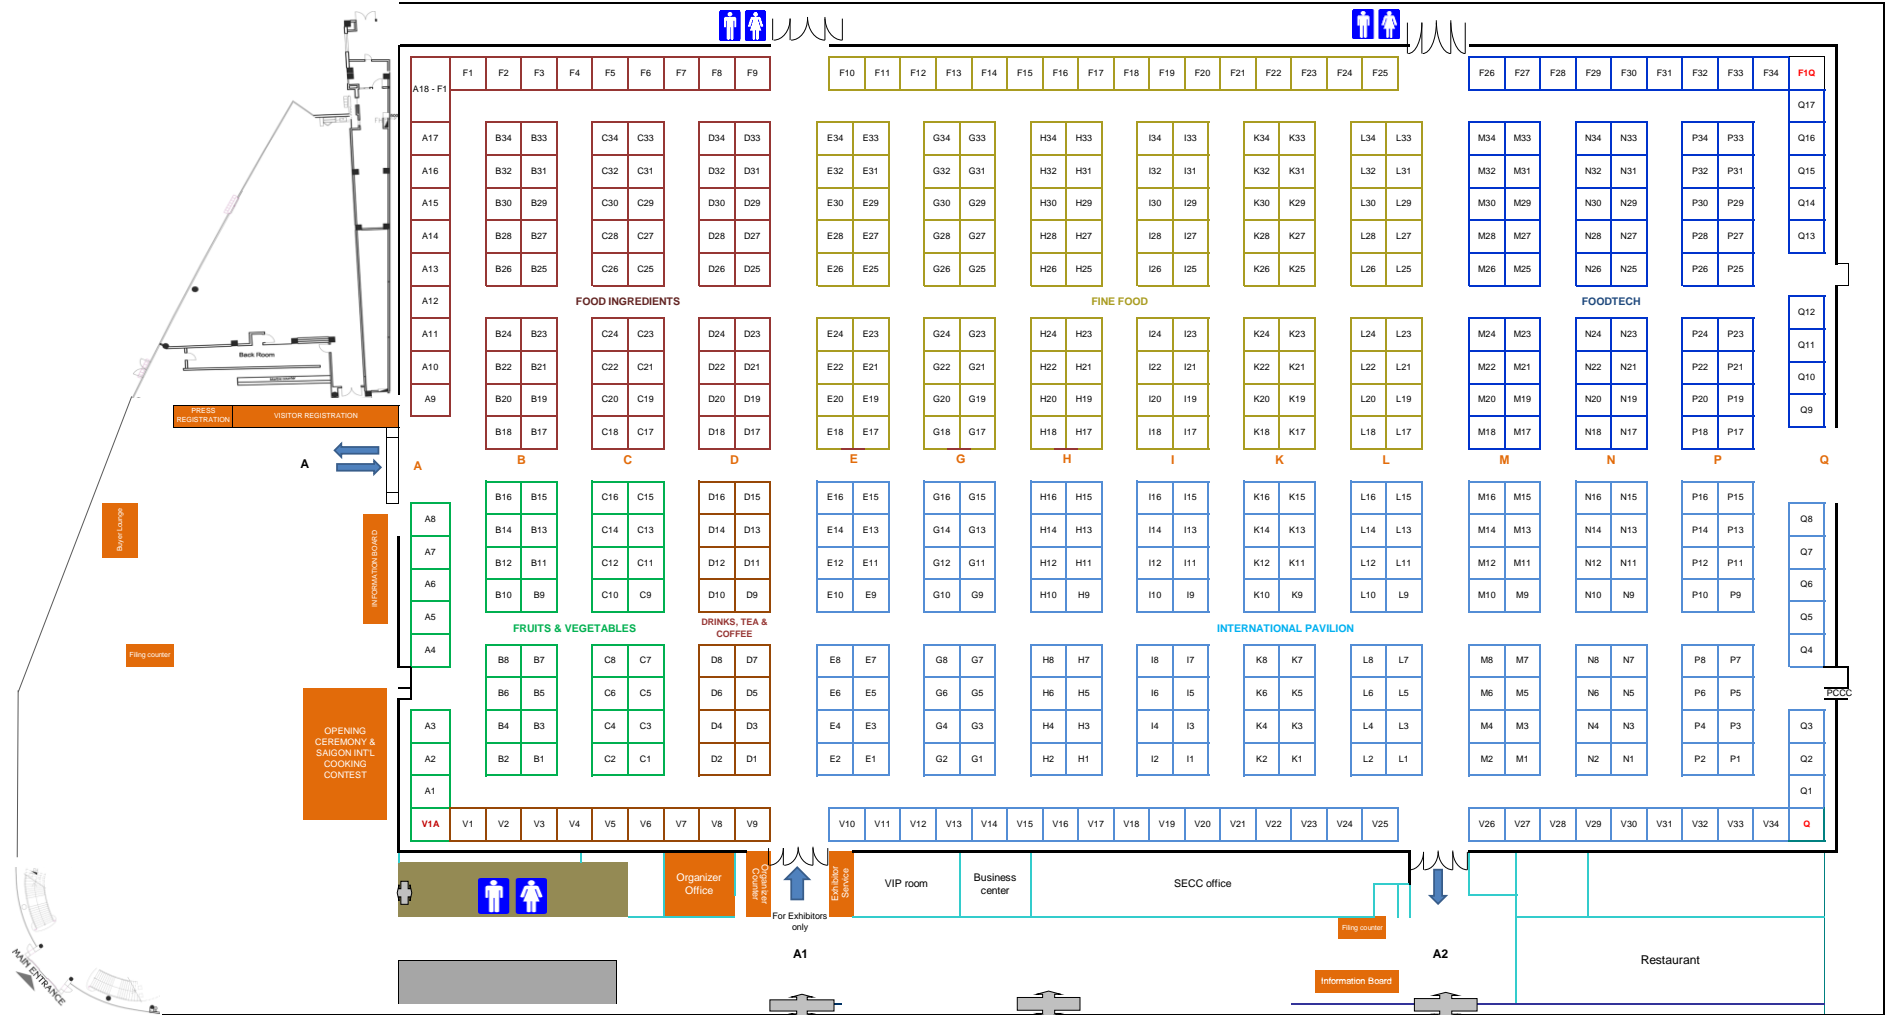 F1 F2 F3 F4 F5 F6 F7 F8 F9 F10 F11 F12 F13 F14 F15 F16 F17 F18 F19 F20 F21 F22 F23 F24 F25 F26 F27 F28 F29 F30 F31 F32 F33 F34 F1Q
A18 - F1
Q17
A17 B34 B33 C34 C33 D34 D33 E34 E33 G34 G33 H34 H33 I34 I33 K34 K33 L34 L33 M34 M33 N34 N33 P34 P33 Q16
A16 B32 B31 C32 C31 D32 D31 E32 E31 G32 G31 H32 H31 I32 I31 K32 K31 L32 L31 M32 M31 N32 N31 P32 P31 Q15
A15 B30 B29 C30 C29 D30 D29 E30 E29 G30 G29 H30 H29 I30 I29 K30 K29 L30 L29 M30 M29 N30 N29 P30 P29 Q14
A14 B28 B27 C28 C27 D28 D27 E28 E27 G28 G27 H28 H27 I28 I27 K28 K27 L28 L27 M28 M27 N28 N27 P28 P27 Q13
A13 B26 B25 C26 C25 D26 D25 E26 E25 G26 G25 H26 H25 I26 I25 K26 K25 L26 L25 M26 M25 N26 N25 P26 P25
A12 FOOD INGREDIENTS FINE FOOD FOODTECH Q12
A11 B24 B23 C24 C23 D24 D23 E24 E23 G24 G23 H24 H23 I24 I23 K24 K23 L24 L23 M24 M23 N24 N23 P24 P23 Q11
Back Room
A10 B22 B21 C22 C21 D22 D21 E22 E21 G22 G21 H22 H21 I22 I21 K22 K21 L22 L21 M22 M21 N22 N21 P22 P21 Q10
A9 B20 B19 C20 C19 D20 D19 E20 E19 G20 G19 H20 H19 I20 I19 K20 K19 L20 L19 M20 M19 N20 N19 P20 P19 Q9
PRESS
REGISTRATION
VISITOR REGISTRATION
B18 B17 C18 C17 D18 D17 E18 E17 G18 G17 H18 H17 I18 I17 K18 K17 L18 L17 M18 M17 N18 N17 P18 P17
A A B C D E G H I K L M N P Q
B16 B15 C16 C15 D16 D15 E16 E15 G16 G15 H16 H15 I16 I15 K16 K15 L16 L15 M16 M15 N16 N15 P16 P15
A8 B14 B13 C14 C13 D14 D13 E14 E13 G14 G13 H14 H13 I14 I13 K14 K13 L14 L13 M14 M13 N14 N13 P14 P13 Q8
Buyer Lounge
INFORMATION BOARD
A7 B12 B11 C12 C11 D12 D11 E12 E11 G12 G11 H12 H11 I12 I11 K12 K11 L12 L11 M12 M11 N12 N11 P12 P11 Q7
A6 B10 B9 C10 C9 D10 D9 E10 E9 G10 G9 H10 H9 I10 I9 K10 K9 L10 L9 M10 M9 N10 N9 P10 P9 Q6
A5 Q5
FRUITS & VEGETABLES
DRINKS, TEA &
COFFEE
INTERNATIONAL PAVILION
Filing counter
A4 B8 B7 C8 C7 D8 D7 E8 E7 G8 G7 H8 H7 I8 I7 K8 K7 L8 L7 M8 M7 N8 N7 P8 P7 Q4
B6 B5 C6 C5 D6 D5 E6 E5 G6 G5 H6 H5 I6 I5 K6 K5 L6 L5 M6 M5 N6 N5 P6 P5 PCCC
A3 B4 B3 C4 C3 D4 D3 E4 E3 G4 G3 H4 H3 I4 I3 K4 K3 L4 L3 M4 M3 N4 N3 P4 P3 Q3
OPENING
CEREMONY &
SAIGON INT'L
COOKING
CONTEST
A2 B2 B1 C2 C1 D2 D1 E2 E1 G2 G1 H2 H1 I2 I1 K2 K1 L2 L1 M2 M1 N2 N1 P2 P1 Q2
A1 Q1
V1A V1 V2 V3 V4 V5 V6 V7 V8 V9 V10 V11 V12 V13 V14 V15 V16 V17 V18 V19 V20 V21 V22 V23 V24 V25 V26 V27 V28 V29 V30 V31 V32 V33 V34 Q
Organizer
Office
Organizer
Counter
Exhibitor
Service
VIP room
Business
center
SECC office
For Exhibitors
only
Filing counter
A1
A2
Restaurant
Information Board
MAIN ENTRANCE